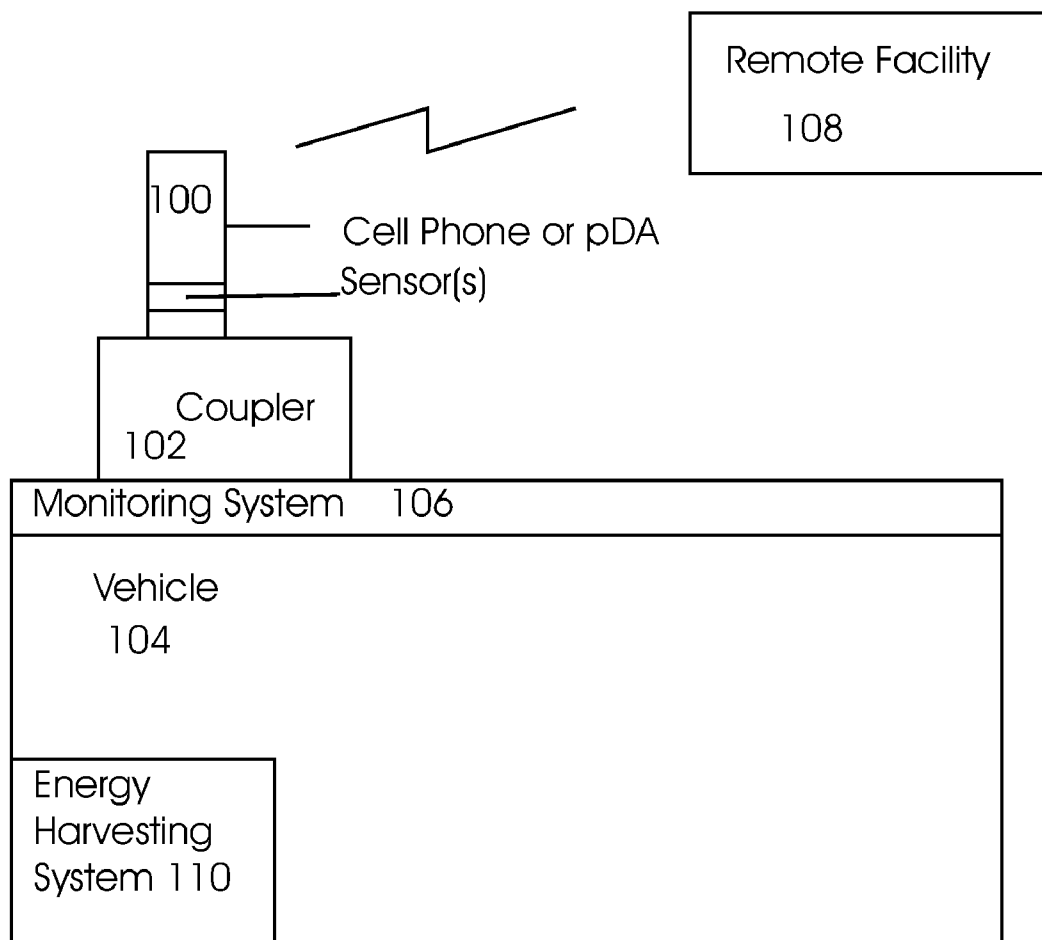 Remote Facility
108
100
Cell Phone or pDA
Sensor(s)
Coupler
102
Monitoring System 106
Vehicle
104
Energy
Harvesting
System 110